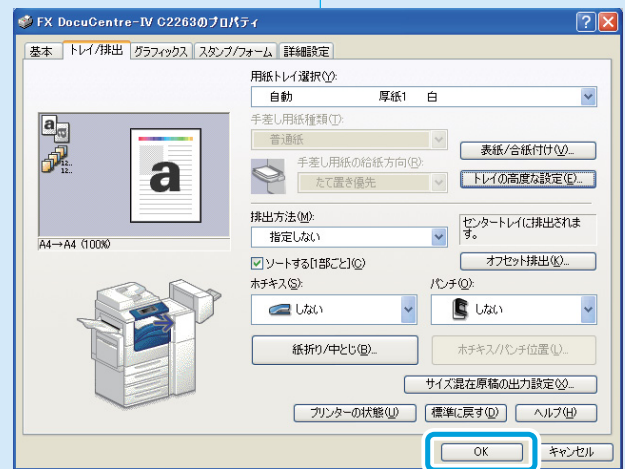 FX DocuCentre-IV C2263のプロパティ
基本 トレイ/排出 グラフィックス スタンプ/フォーム 詳細設定
用紙トレイ選択(Y):
自動 厚紙1 白
手差し用紙種類(T):
普通紙
表紙/合紙付け(V)...
手差し用紙の給紙方向(R):
たて置き優先
トレイの高度な設定(E)...
a
a
12..
12..
a
A4→A4 (100%)
排出方法(M):
指定しない
センタートレイに排出されます。
ソートする[1部ごと](C)
オフセット排出(K)...
ホチキス(S):
パンチ(O):
しない
しない
紙折り/中とじ(B)...
ホチキス/パンチ位置(L)...
サイズ混在原稿の出力設定(X)...
プリンターの状態(U)
標準に戻す(D)
ヘルプ(H)
OK
キャンセル